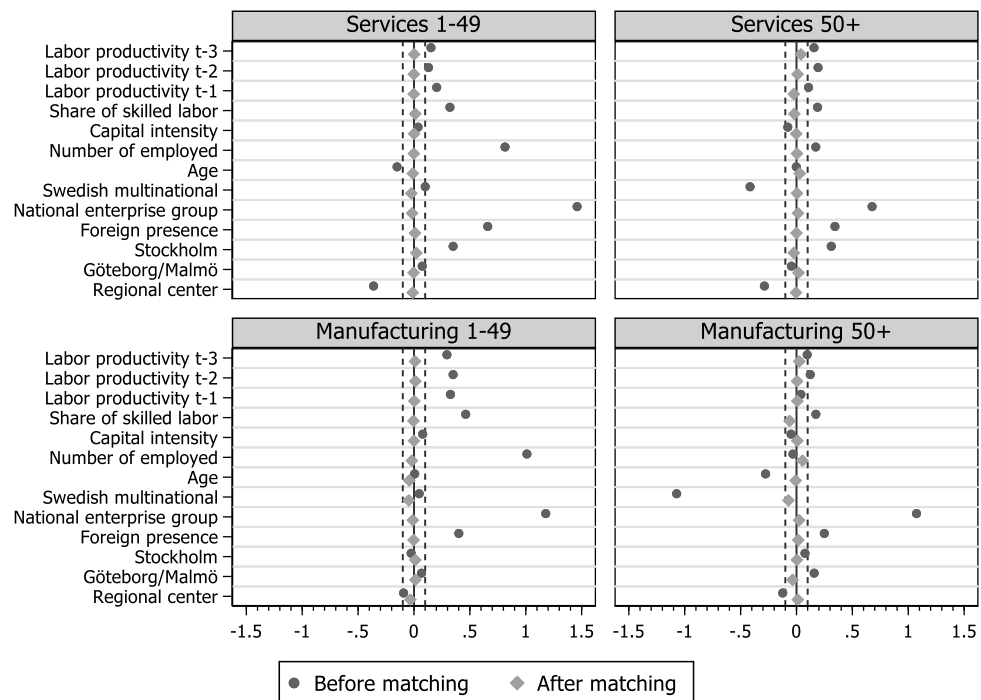 Services 1-49
Services 50+
Labor productivity t-3
Labor productivity t-2
Labor productivity t-1
Share of skilled labor
Capital intensity
Number of employed
Age
Swedish multinational
National enterprise group
Foreign presence
Stockholm
Göteborg/Malmö
Regional center
Manufacturing 1-49
Manufacturing 50+
Labor productivity t-3
Labor productivity t-2
Labor productivity t-1
Share of skilled labor
Capital intensity
Number of employed
Age
Swedish multinational
National enterprise group
Foreign presence
Stockholm
Göteborg/Malmö
Regional center
-1.5 -1 -.5 0 .5 1 1.5 -1.5 -1 -.5 0 .5 1 1.5
Before matching After matching